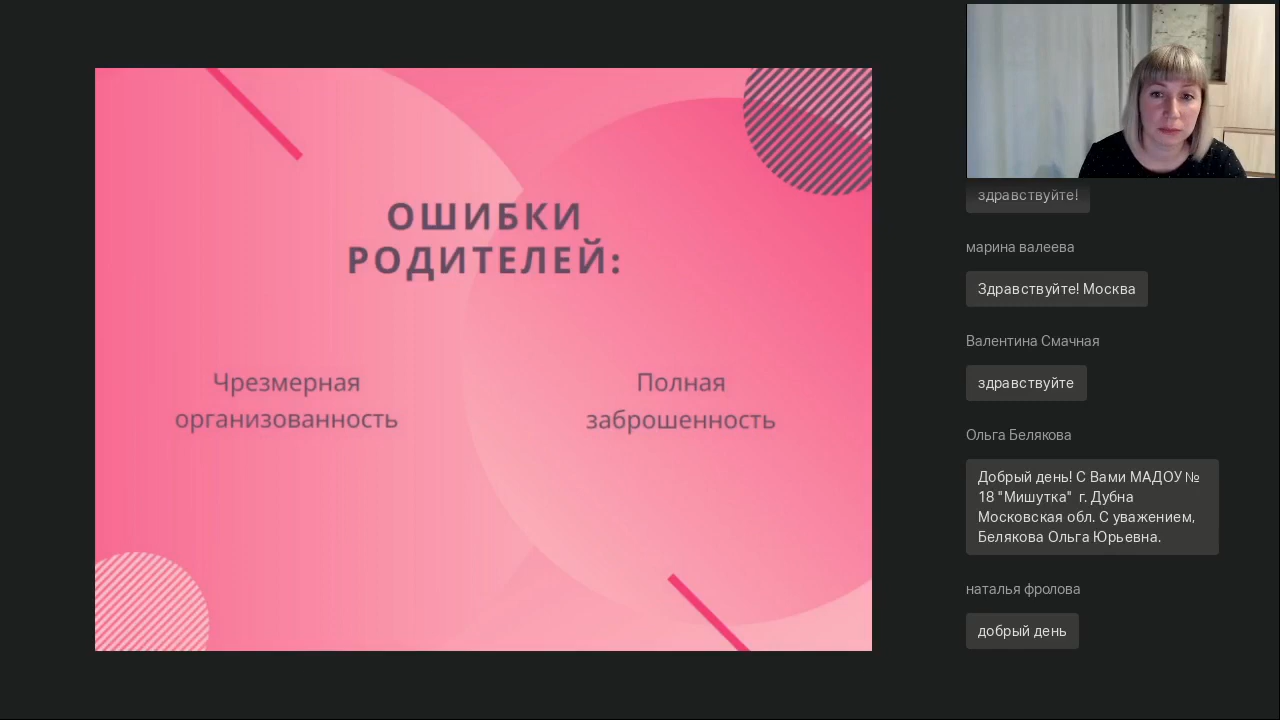 ОШИБКИ
РОДИТЕЛЕЙ:
Чрезмерная
организованность
Полная
заброшенность
здравствуйте!
марина валеева
Здравствуйте! Москва
Валентина Смачная
здравствуйте
Ольга Белякова
Добрый день! С Вами МАДОУ №
18 "Мишутка" г. Дубна
Московская обл. С уважением,
Белякова Ольга Юрьевна.
наталья фролова
добрый день